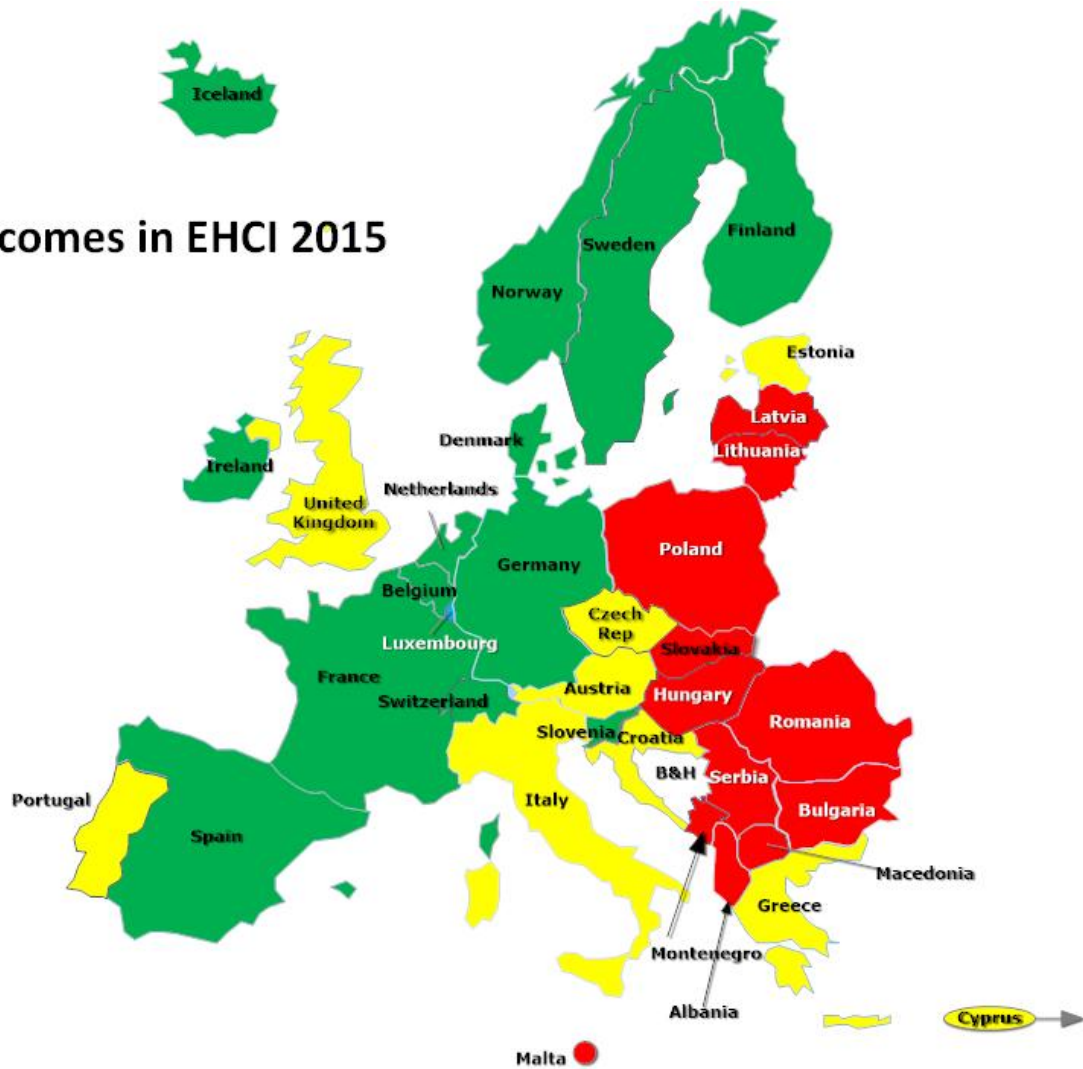 Iceland
comes in EHCI 2015
Sweden
Finland
Norway
Estonia
Latvia
Denmark
Lithuania
Ireland
Netherlands
United
Kingdom
Poland
Germany
Belgium
Czech
Rep
Luxembourg
Slovakia
France
Austria
Hungary
Switzerland
Romania
Slovenia
Croatia
B&H
Serbia
Portugal
Italy
Bulgaria
Spain
Macedonia
Greece
Montenegro
Albania
Cyprus
Malta